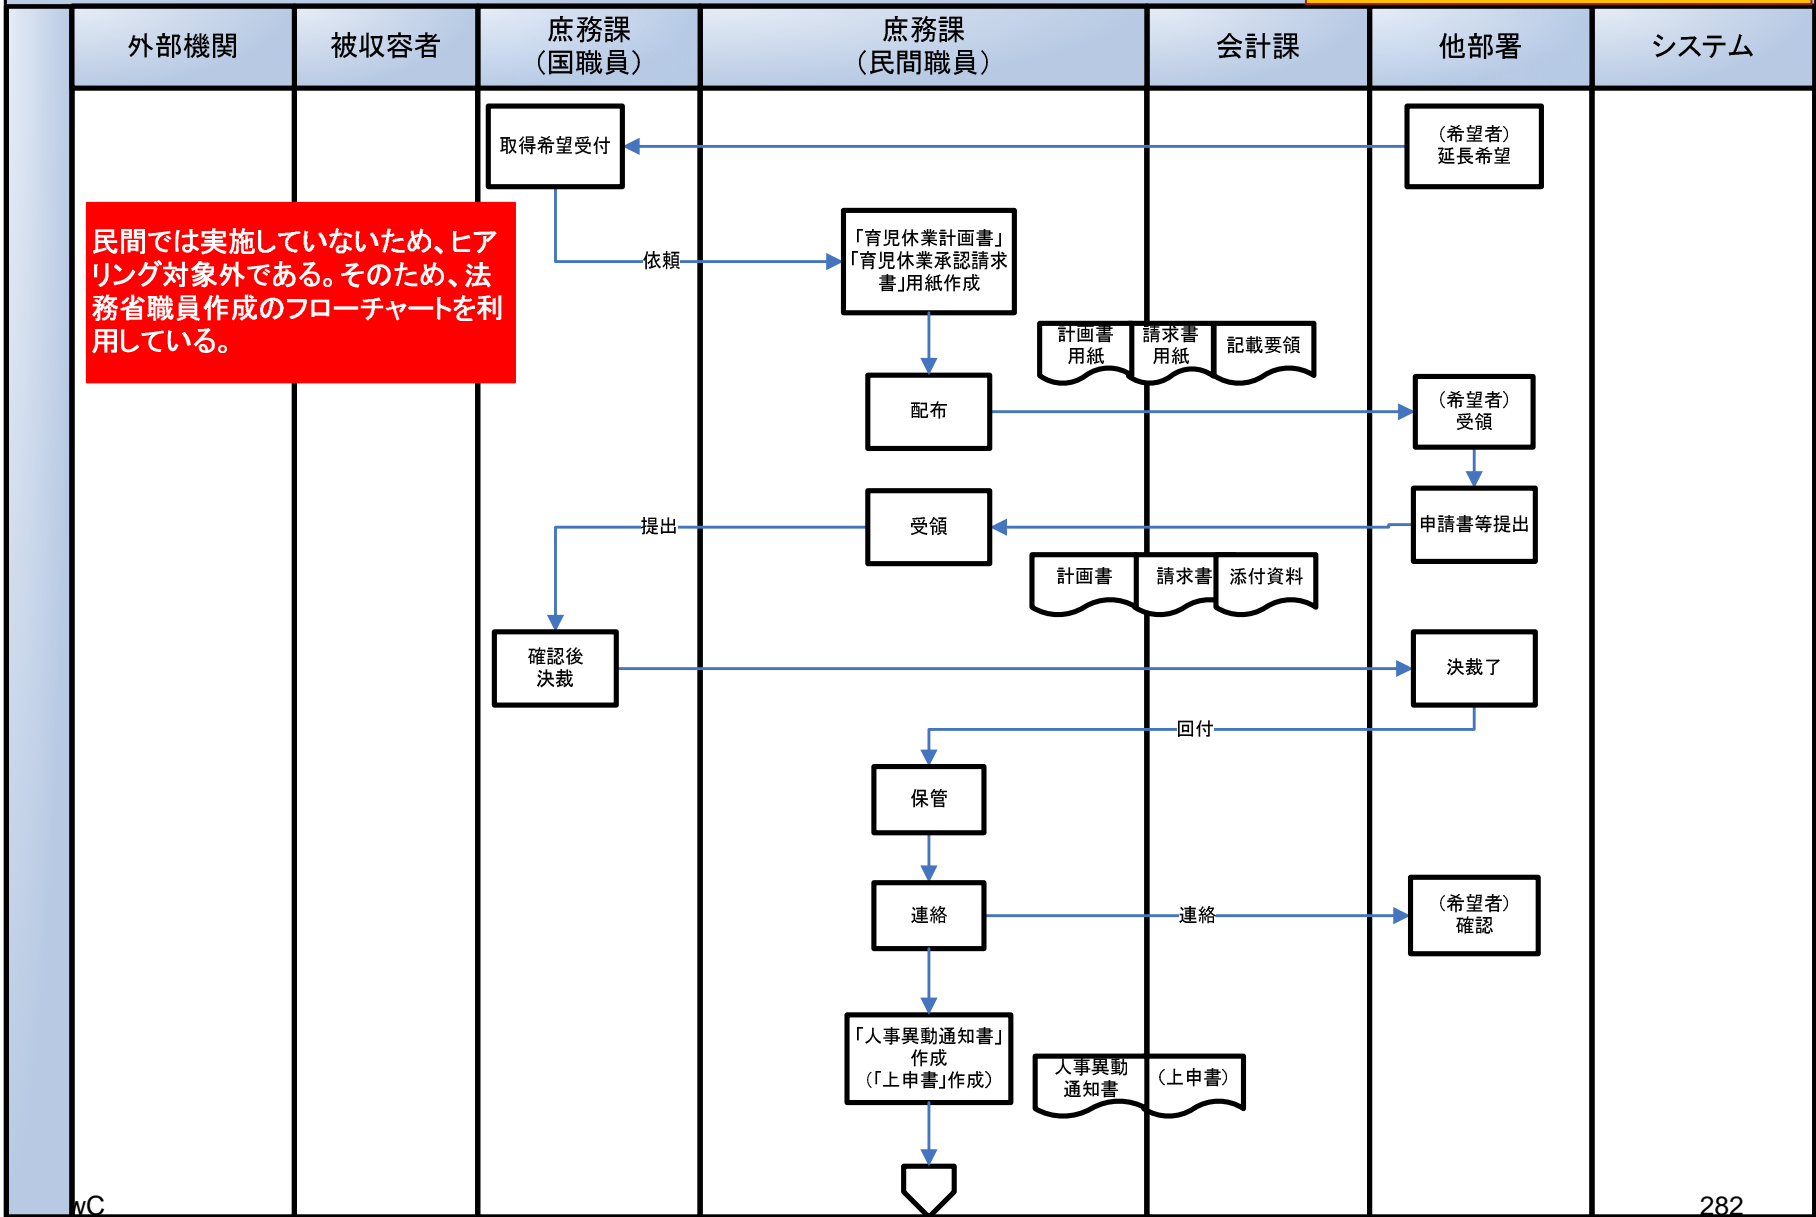 外部機関
被収容者
庶務課
（国職員）
庶務課
（民間職員）
会計課
他部署
システム
取得希望受付
（希望者）
延長希望
民間では実施していないため、ヒア
リング対象外である。そのため、法
務省職員作成のフローチャートを利
用している。
依頼
「育児休業計画書」
「育児休業承認請求
書」用紙作成
計画書
用紙
請求書
用紙
記載要領
配布
（希望者）
受領
提出
受領
申請書等提出
計画書
請求書
添付資料
確認後
決裁
決裁了
回付
保管
連絡
連絡
（希望者）
確認
「人事異動通知書」
作成
（「上申書」作成）
人事異動
通知書
（上申書）
wC
282